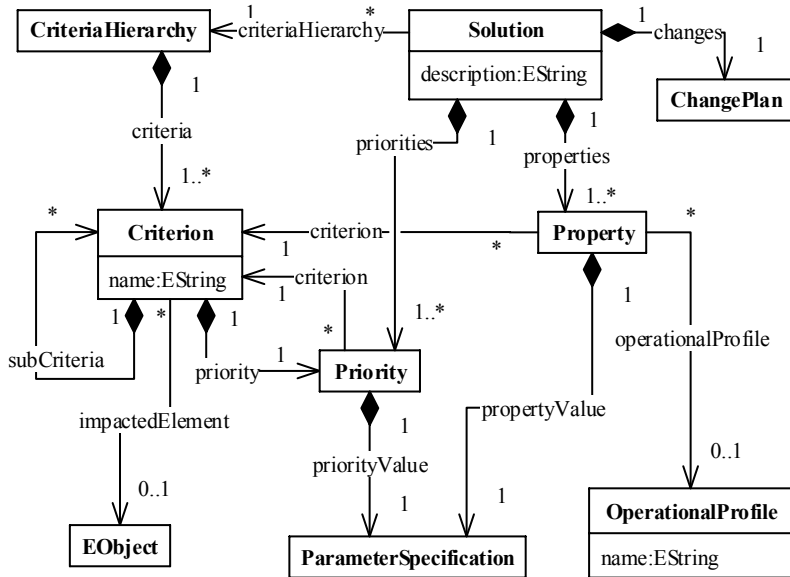 CriteriaHierarchy
1
criteriaHierarchy
*
Solution
description:EString
1
changes
1
ChangePlan
1
criteria
1..*
priorities
1
1
properties
1..*
*
Criterion
name:EString
1
criterion
*
Property
*
criterion
1
*
1..*
1
operationalProfile
1
*
1
subCriteria
priority
1
Priority
impactedElement
1
priorityValue
propertyValue
0..1
0..1
1
1
EObject
ParameterSpecification
OperationalProfile
name:EString